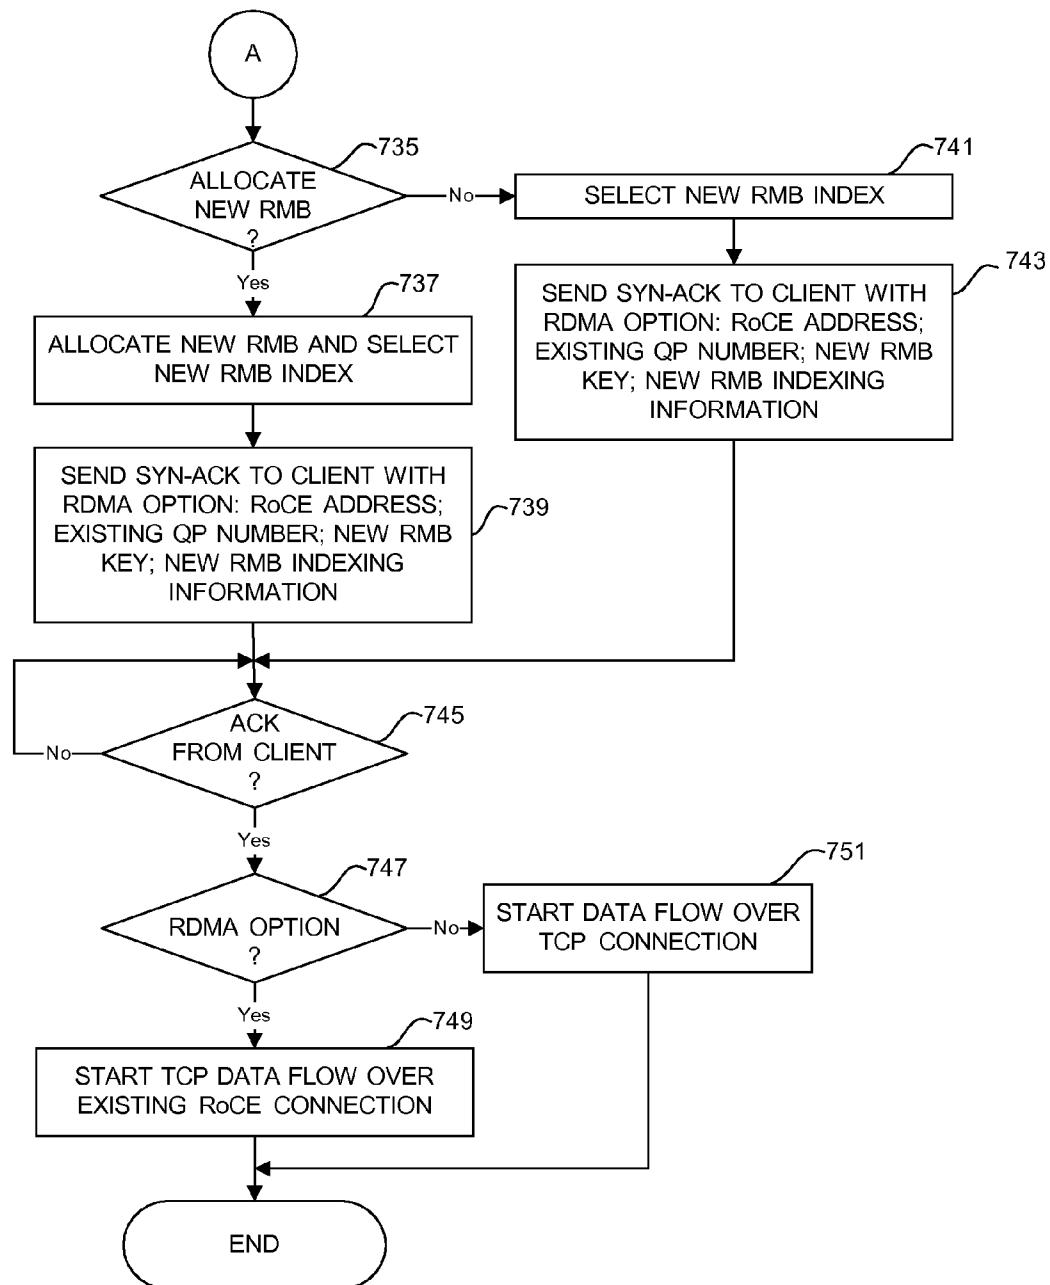 A
735
ALLOCATE
NEW RMB
?
No
741
SELECT NEW RMB INDEX
Yes
743
SEND SYN-ACK TO CLIENT WITH
RDMA OPTION: RoCE ADDRESS;
EXISTING QP NUMBER; NEW RMB
KEY; NEW RMB INDEXING
INFORMATION
737
ALLOCATE NEW RMB AND SELECT
NEW RMB INDEX
SEND SYN-ACK TO CLIENT WITH
RDMA OPTION: RoCE ADDRESS;
EXISTING QP NUMBER; NEW RMB
KEY; NEW RMB INDEXING
INFORMATION
739
745
ACK
FROM CLIENT
?
No
Yes
747
RDMA OPTION
?
No
751
START DATA FLOW OVER
TCP CONNECTION
Yes
749
START TCP DATA FLOW OVER
EXISTING RoCE CONNECTION
END